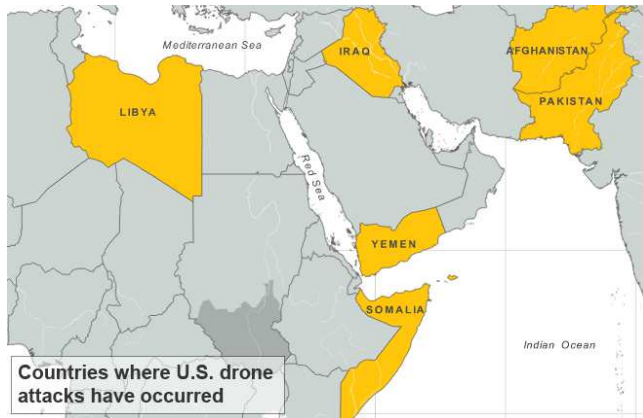 Mediterranean Sea
IRAQ
AFGHANISTAN
PAKISTAN
LIBYA
Red Sea
YEMEN
SOMALIA
Indian Ocean
Countries where U.S. drone
attacks have occurred